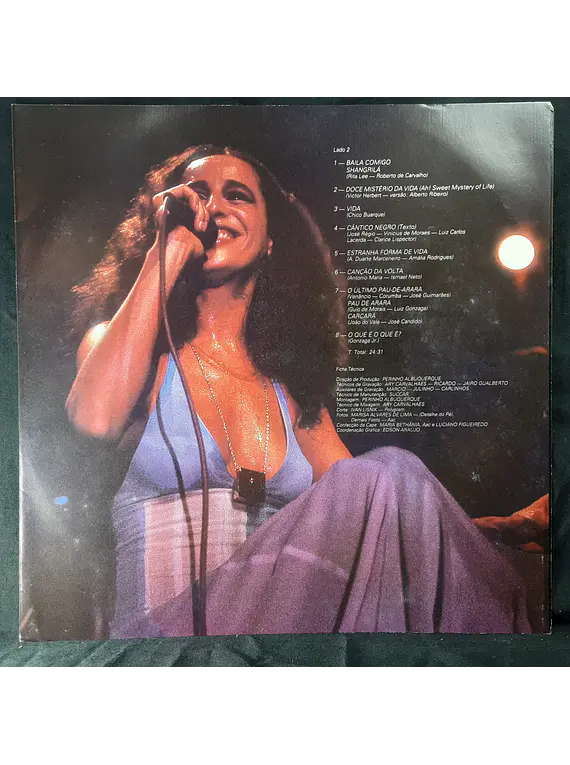 Lado 2
1 — BAILA COMIGO
SHANGRILÁ
(Rita Lee — Roberto de Carvalho)
2 — DOCE MISTÉRIO DA VIDA (Ah! Sweet Mystery of Life)
(Victor Herbert — versão: Alberto Ribeiro)
3 — VIDA
(Chico Buarque)
4 — CÂNTICO NEGRO (Texto)
(José Régio — Vinicius de Moraes — Luiz Carlos
Lacerda — Clarice Lispector)
5 — ESTRANHA FORMA DE VIDA
(A. Duarte Marceneiro — Amália Rodrigues)
6 — CANÇÃO DA VOLTA
(Antonio Maria — Ismael Neto)
7 — O ÚLTIMO PAU-DE-ARARA
(Venâncio — Corumba — José Guimarães)
PAU DE ARARA
(Guio de Morais — Luiz Gonzaga)
CARCARÁ
(João do Vale — José Candido)
8 — O QUE É O QUE É?
(Gonzaga Jr.)
T. Total: 24:31
Ficha Técnica
Direção de Produção: PERINHO ALBUQUERQUE
Técnicos de Gravação: ARY CARVALHAES — RICARDO — JAIRO GUALBERTO
Auxiliares de Gravação: MARCIO — JULINHO — CARLINHOS
Técnico de Manutenção: SUCCAR
Montagem: PERINHO ALBUQUERQUE
Técnico de Mixagem: ARY CARVALHAES
Corte: IVAN LISNIK — Polygram
Fotos: MARISA ALVARES DE LIMA — (Detalhe do Pá),
Demais Fotos — Aac
Confecção da Capa: MARIA BETHÂNIA, Aac e LUCIANO FIGUEIREDO
Coordenação Gráfica: EDSON ARAUJO